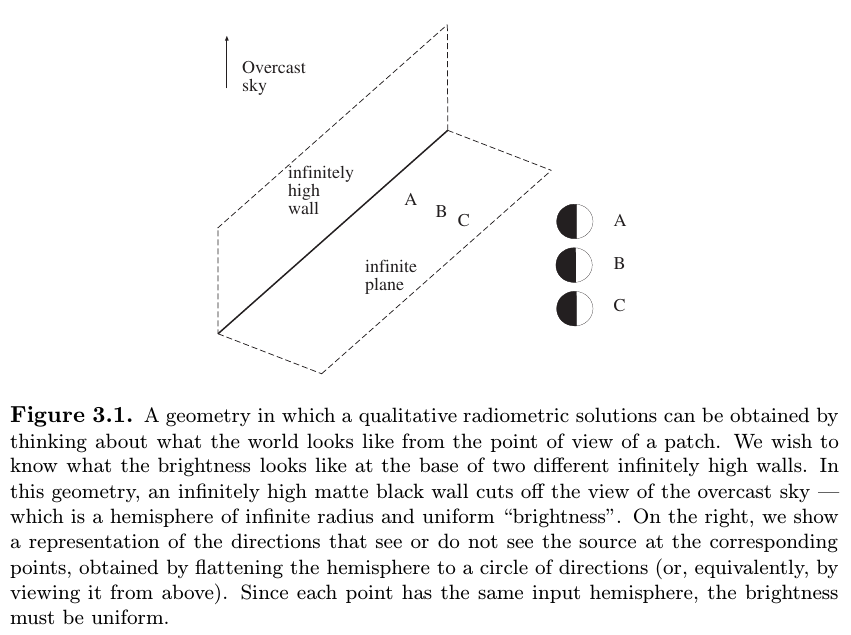 Overcast
sky
infinitely
high
wall
A
B
C
infinite
plane
A
B
C
Figure 3.1. A geometry in which a qualitative radiometric solutions can be obtained by
thinking about what the world looks like from the point of view of a patch. We wish to
know what the brightness looks like at the base of two different infinitely high walls. In
this geometry, an infinitely high matte black wall cuts off the view of the overcast sky —
which is a hemisphere of infinite radius and uniform “brightness”. On the right, we show
a representation of the directions that see or do not see the source at the corresponding
points, obtained by flattening the hemisphere to a circle of directions (or, equivalently, by
viewing it from above). Since each point has the same input hemisphere, the brightness
must be uniform.